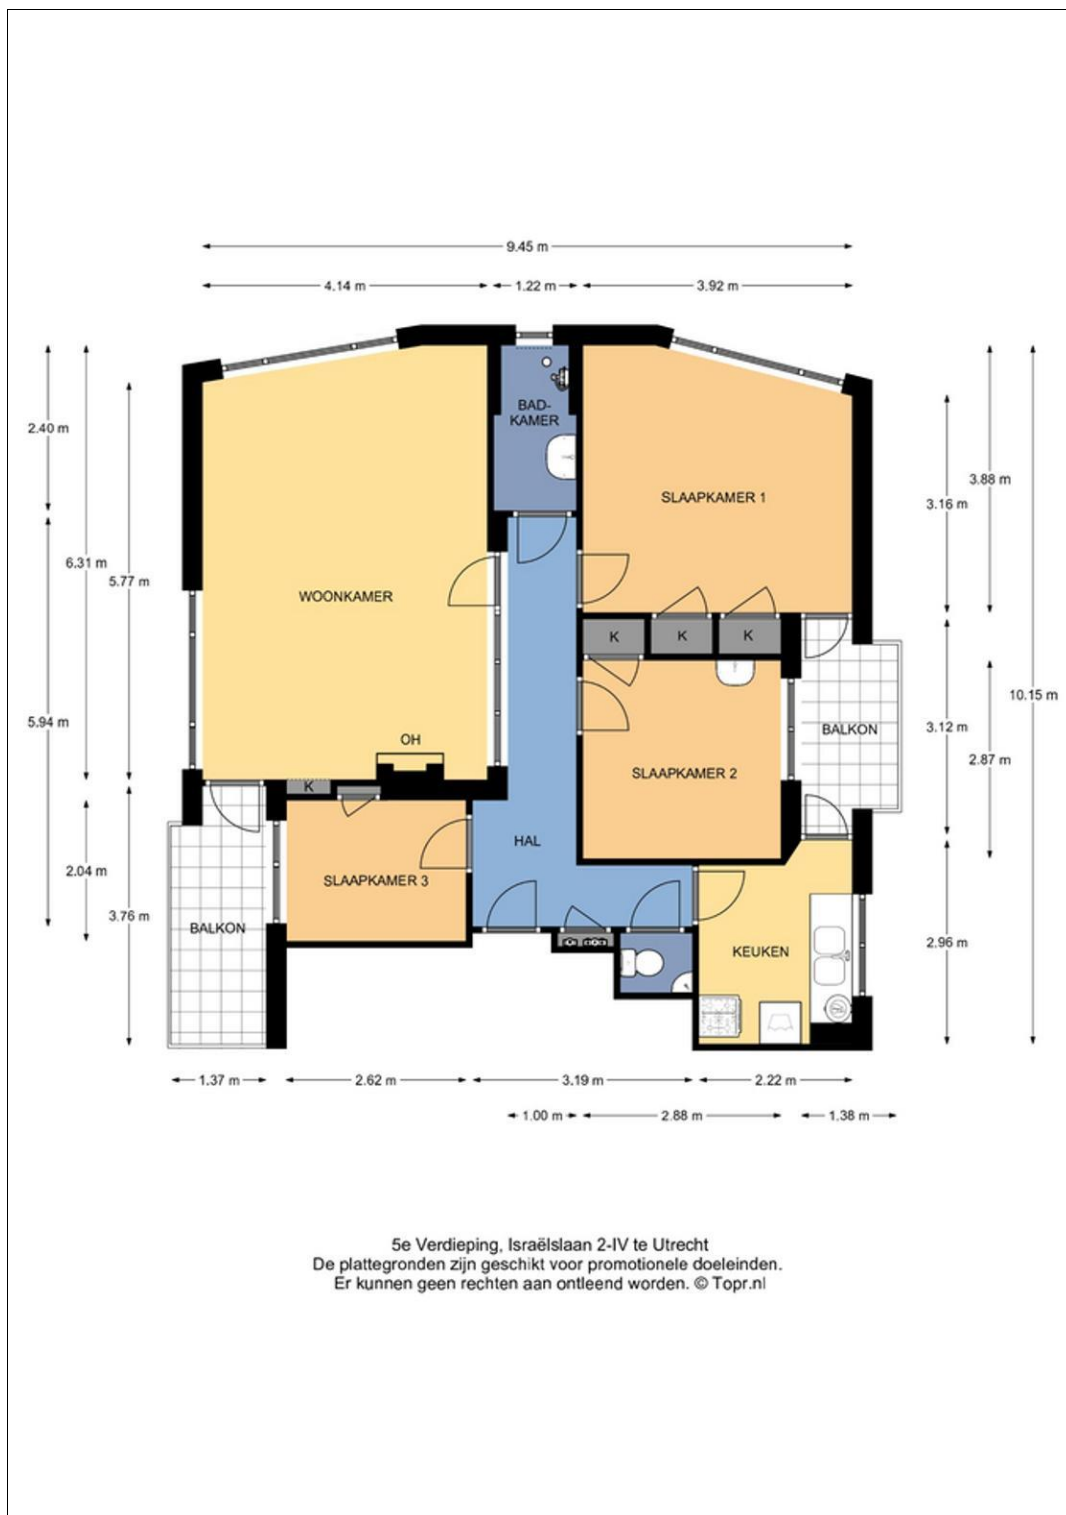 9.45 m
4.14 m
1.22 m
3.92 m
2.40 m
6.31 m
5.77 m
5.94 m
2.04 m
3.76 m
BAD-
KAMER
SLAAPKAMER 1
WOONKAMER
K
K
K
OH
K
SLAAPKAMER 2
BALKON
HAL
SLAAPKAMER 3
BALKON
KEUKEN
3.88 m
3.16 m
10.15 m
3.12 m
2.87 m
2.96 m
1.37 m
2.62 m
3.19 m
2.22 m
1.00 m
2.88 m
1.38 m
5e Verdieping, Israëlslaan 2-IV te Utrecht
De plattegronden zijn geschikt voor promotionele doeleinden.
Er kunnen geen rechten aan ontleend worden. © Topr.nl